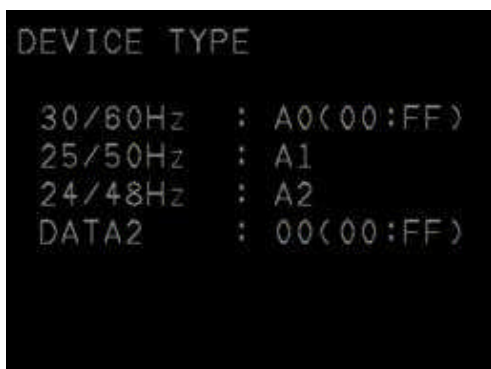 DEVICE TYPE
30/60Hz : A0(00:FF)
25/50Hz : A1
24/48Hz : A2
DATA2 : 00(00:FF)